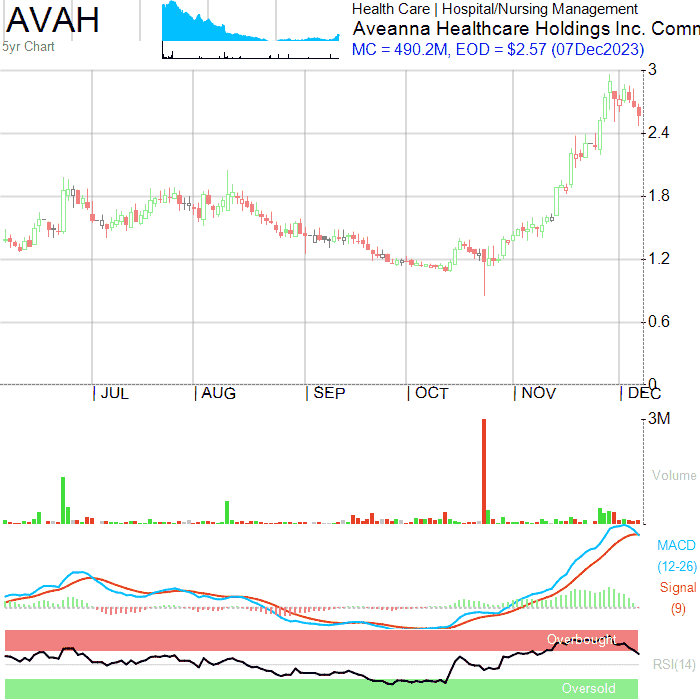 AVAH
5yr Chart
Health Care | Hospital/Nursing Management
Aveanna Healthcare Holdings Inc. Comm
MC = 490.2M, EOD = $2.57 (07Dec2023)
3
2.4
1.8
1.2
0.6
0
JUL AUG SEP OCT NOV DEC
3M
Volume
MACD
(12-26)
Signal
(9)
Overbought
RSI(14)
Oversold